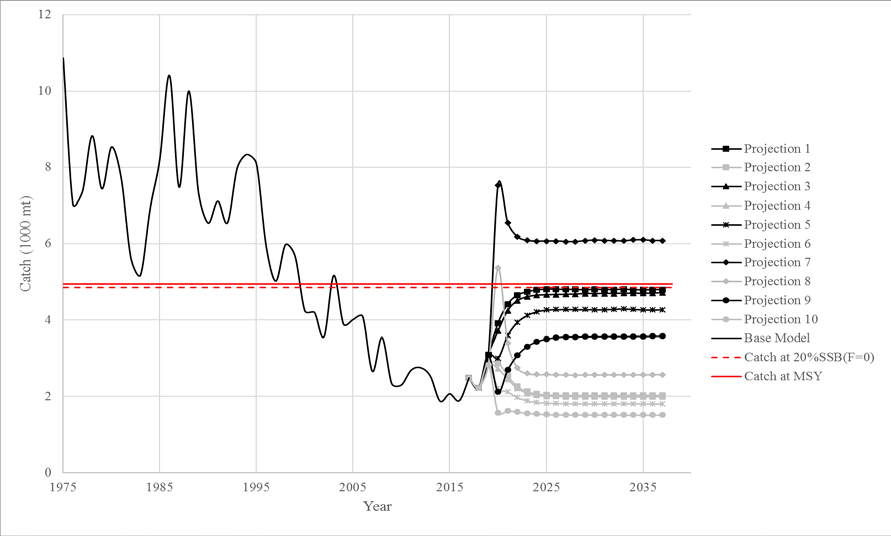 12
10
8
6
4
2
0
Catch (1000 mt)
1975
1985
1995
2005
2015
2025
2035
Year
Projection 1
Projection 2
Projection 3
Projection 4
Projection 5
Projection 6
Projection 7
Projection 8
Projection 9
Projection 10
Base Model
Catch at 20%SSB(F=0)
Catch at MSY